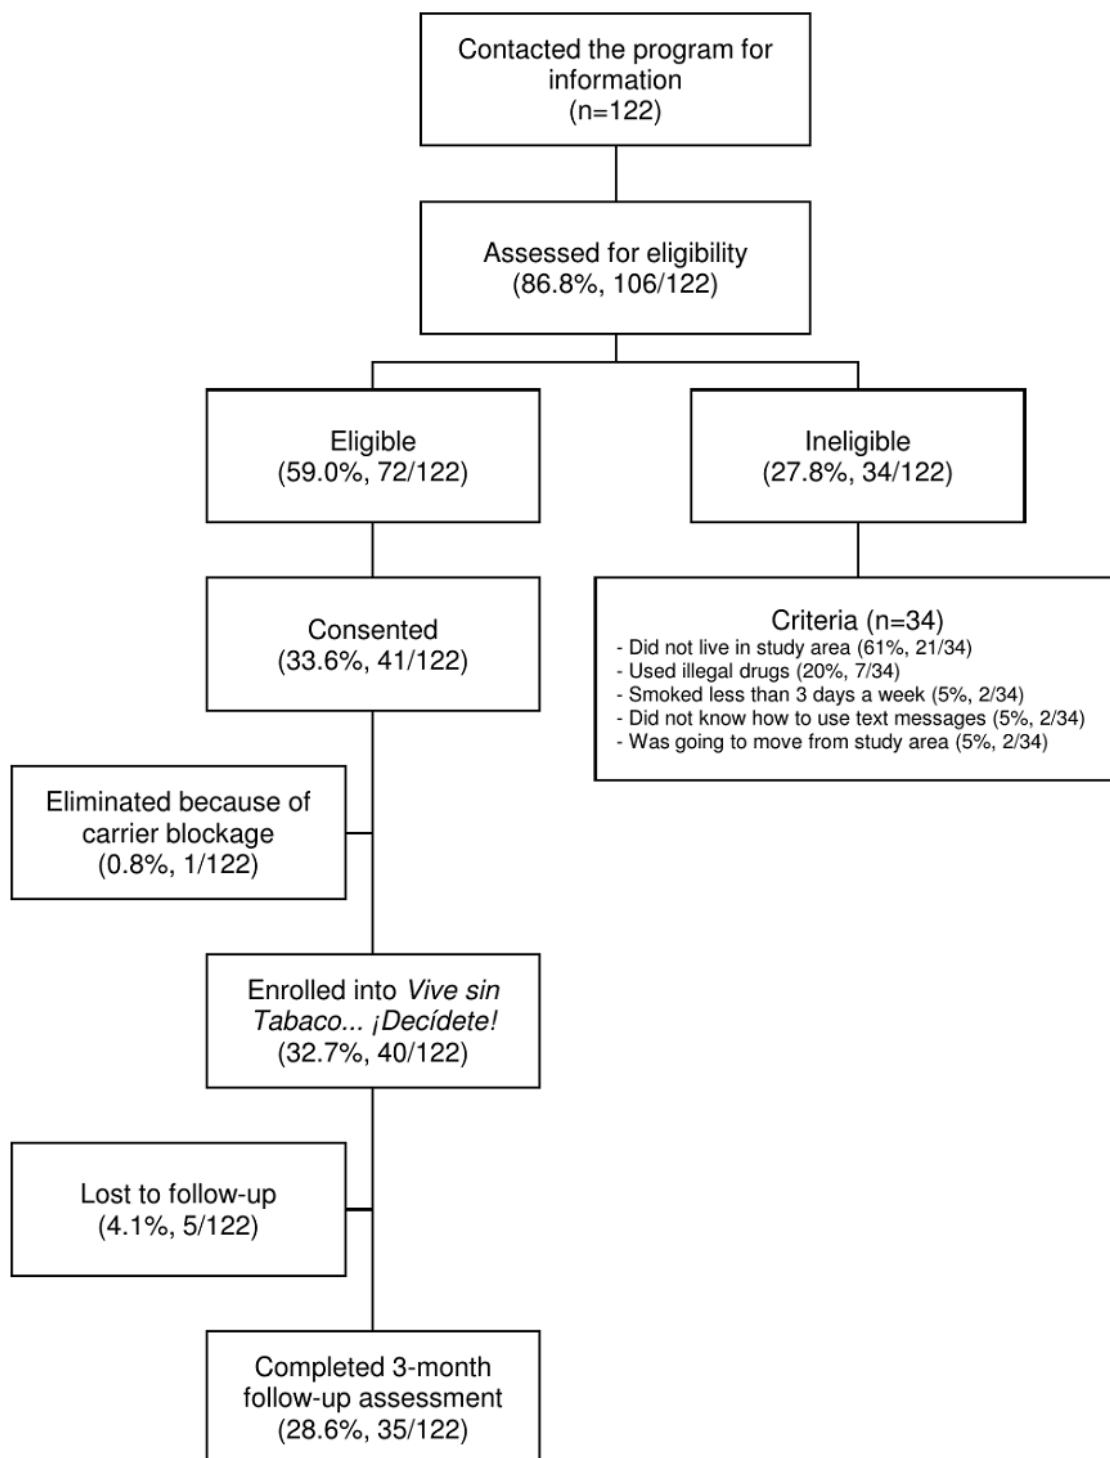 Contacted the program for
information
(n=122)
Assessed for eligibility
(86.8%, 106/122)
Eligible
(59.0%, 72/122)
Ineligible
(27.8%, 34/122)
Consented
(33.6%, 41/122)
Criteria (n=34)
- Did not live in study area (61%, 21/34)
- Used illegal drugs (20%, 7/34)
- Smoked less than 3 days a week (5%, 2/34)
- Did not know how to use text messages (5%, 2/34)
- Was going to move from study area (5%, 2/34)
Eliminated because of
carrier blockage
(0.8%, 1/122)
Enrolled into Vive sin
Tabaco... ¡Decídete!
(32.7%, 40/122)
Lost to follow-up
(4.1%, 5/122)
Completed 3-month
follow-up assessment
(28.6%, 35/122)